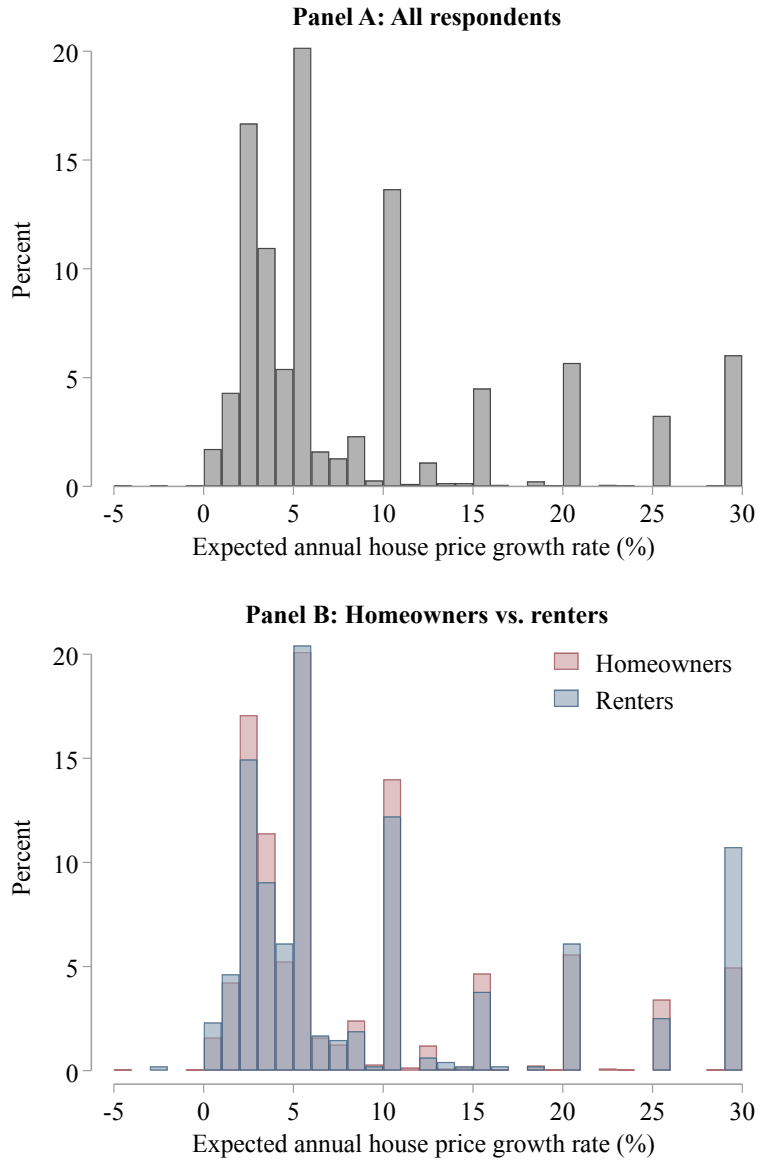 Panel A: All respondents
20
15
10
5
0
Percent
-5 0 5 10 15 20 25 30
Expected annual house price growth rate (%)
Panel B: Homeowners vs. renters
Homeowners
Renters
20
15
10
5
0
Percent
-5 0 5 10 15 20 25 30
Expected annual house price growth rate (%)